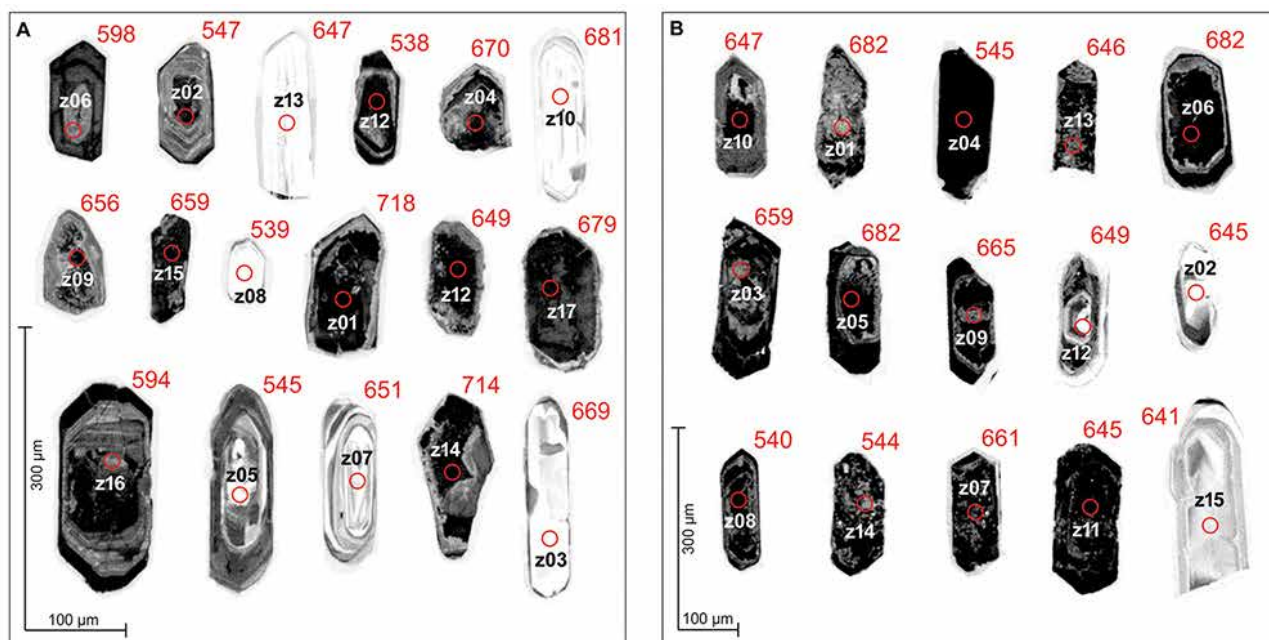 A
598 547 647 538 670 681
z06 z02 z13 z12 z04 z10
656 659 539 718 649 679
z09 z15 z08 z01 z12 z17
594 545 651 714 669
z16 z05 z07 z14 z03
300 µm
100 µm
B
647 682 545 646 682
z10 z01 z04 z13 z06
659 682 665 649 645
z03 z05 z09 z12 z02
540 544 661 645 641
z08 z14 z07 z11 z15
300 µm
100 µm